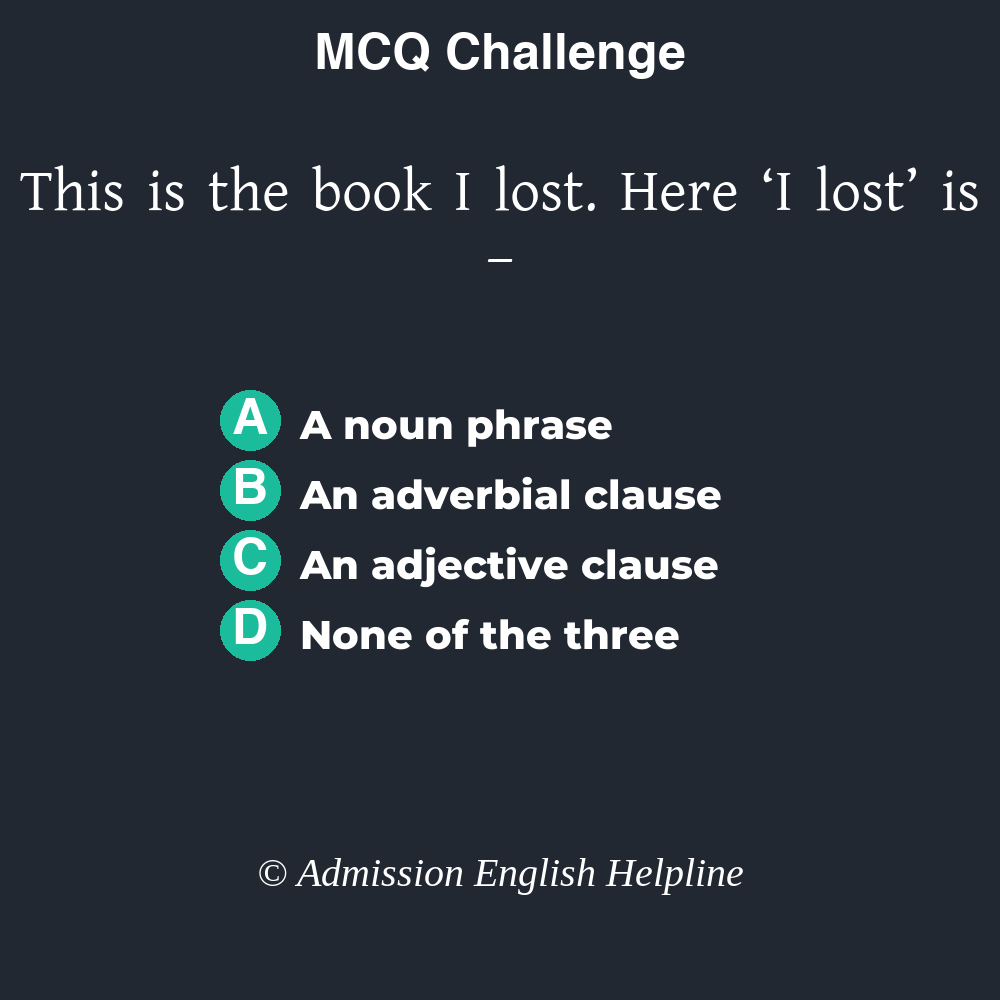 MCQ Challenge
This is the book I lost. Here ‘I lost’ is
–
A A noun phrase
B An adverbial clause
C An adjective clause
D None of the three
© Admission English Helpline